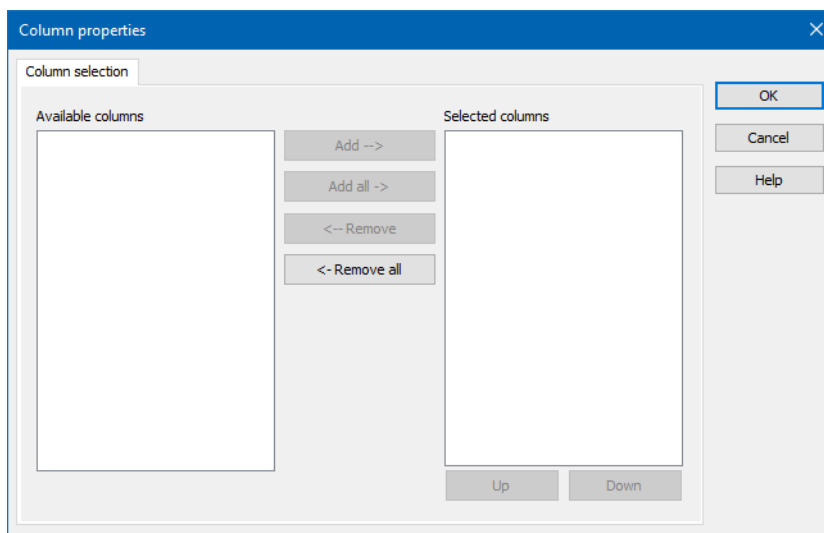 Column properties
Column selection
Available columns
Selected columns
Add -->
Add all ->
<-- Remove
<- Remove all
Up
Down
OK
Cancel
Help